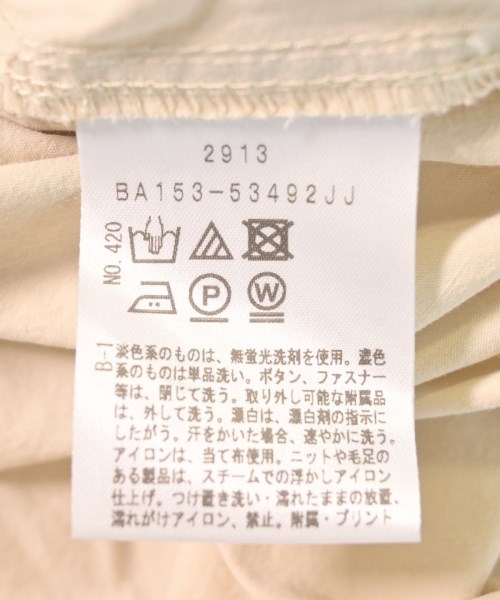 2913
BA153-53492JJ
NO.420
P
W
B-1
淡色系のものは、無蛍光洗剤を使用。濃色
系のものは単品洗い。ボタン、ファスナー
等は、閉じて洗う。取り外し可能な附属品
は、外して洗う。漂白は、漂白剤の指示に
したがう。汗をかいた場合、速やかに洗う。
アイロンは、当て布使用。ニットや毛足の
ある製品は、スチームでの浮かしアイロン
仕上げ。つけ置き洗い・濡れたままの放置、
濡れがけアイロン、禁止。附属・プリント